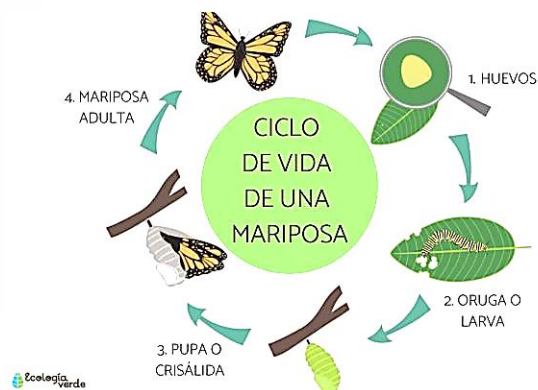 CICLO
DE VIDA
DE UNA
MARIPOSA
1. HUEVOS
2. ORUGA O
LARVA
3. PUPA O
CRISÁLIDA
4. MARIPOSA
ADULTA
Ecología
verde